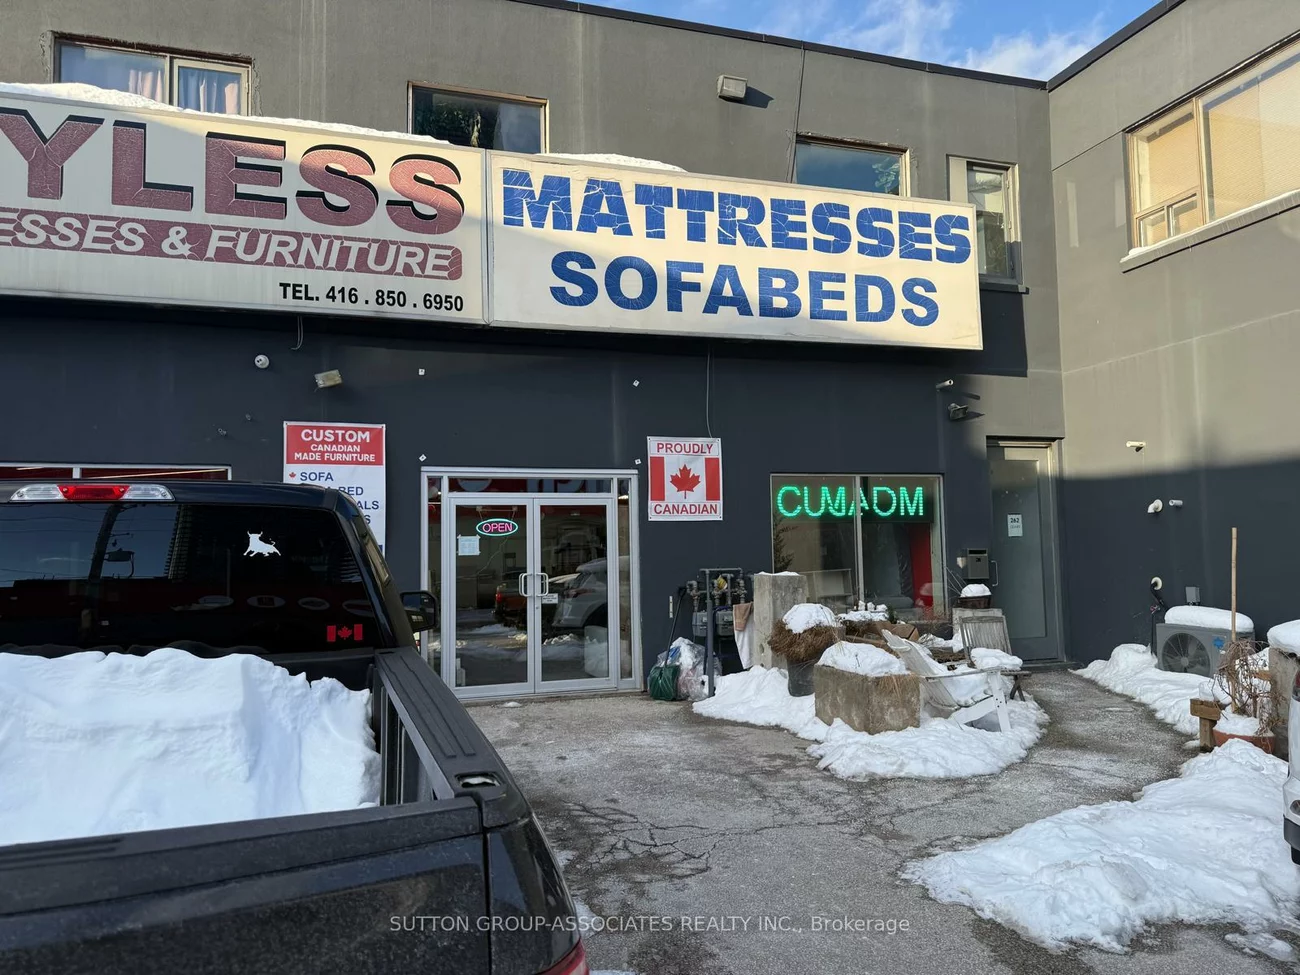 YLESS
ESSES & FURNITURE
TEL. 416 . 850 . 6950
MATTRESSES
SOFABEDS
CUSTOM
CANADIAN
MADE FURNITURE
SOFA
PROUDLY
CANADIAN
OPEN
262
SUTTON GROUP-ASSOCIATES REALTY INC., Brokerage